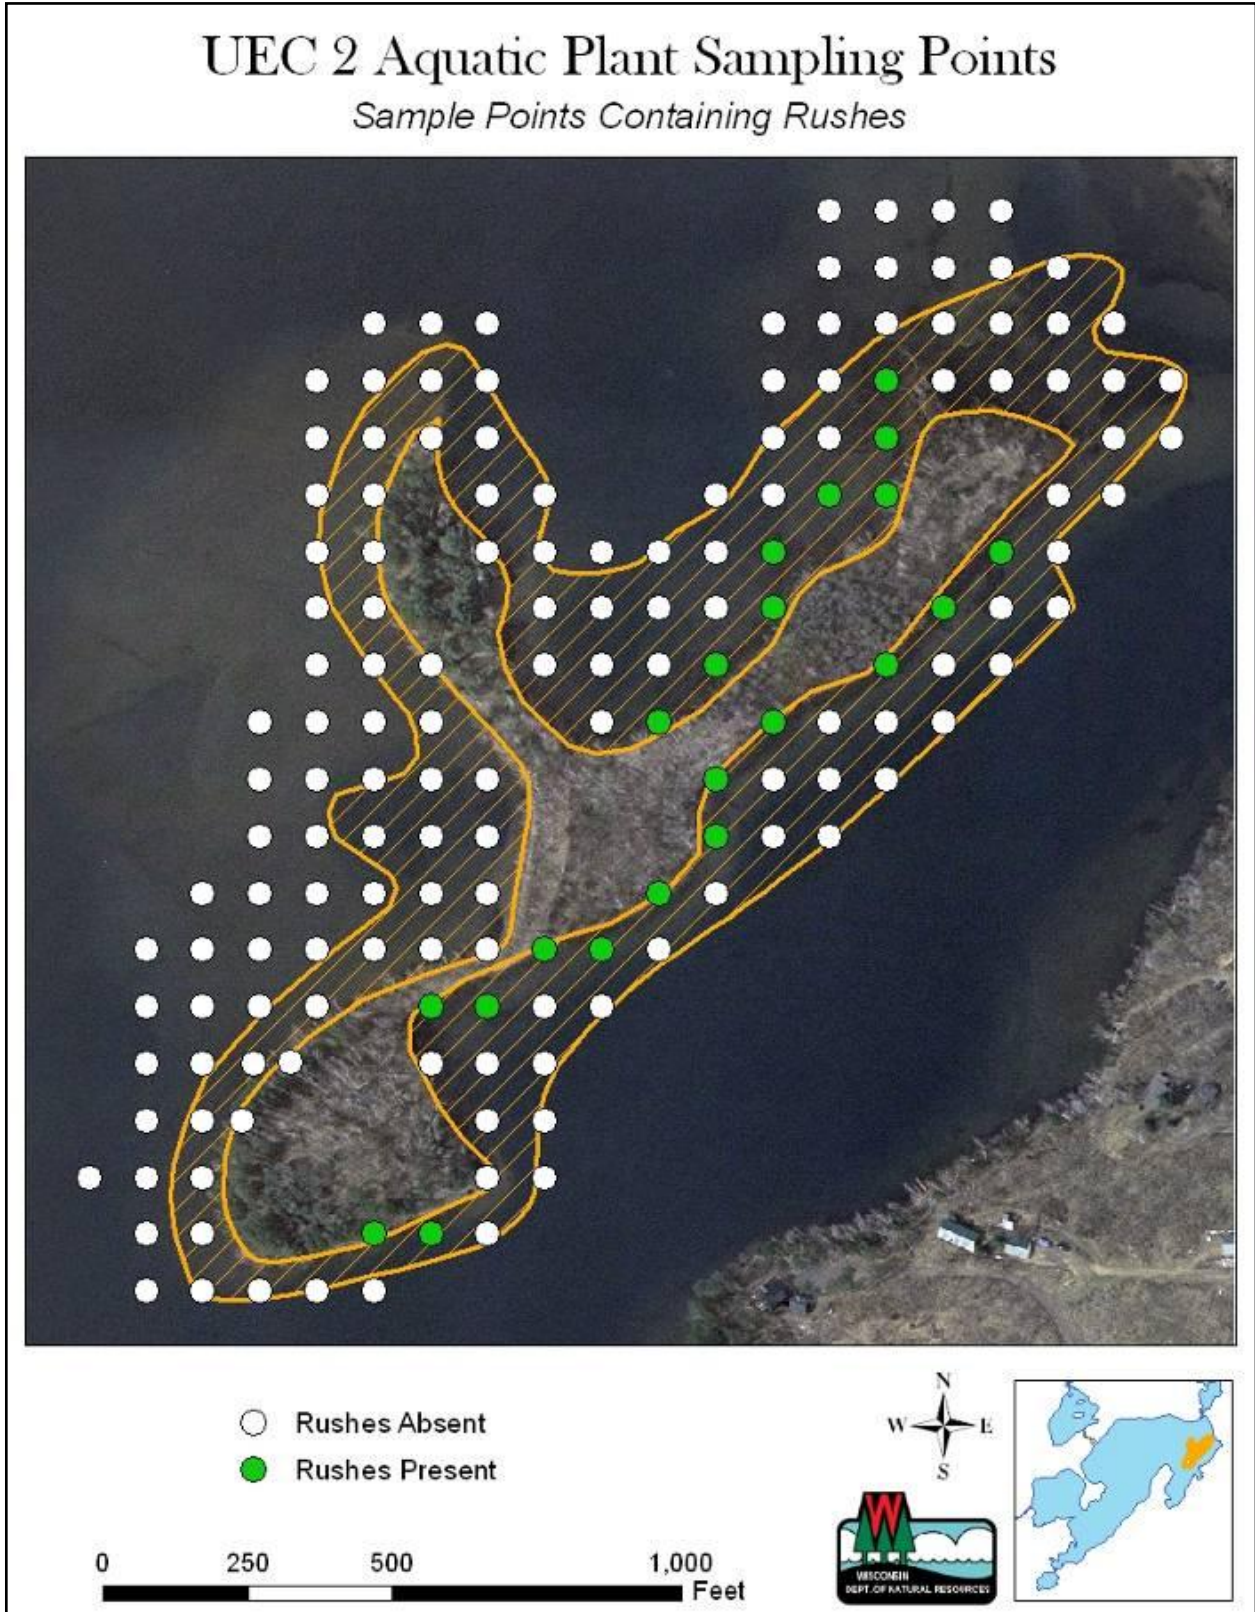 UEC 2 Aquatic Plant Sampling Points
Sample Points Containing Rushes
Rushes Absent
Rushes Present
0 250 500 1,000
Feet
N
W E
S
W
WISCONSIN
DEPT. OF NATURAL RESOURCES